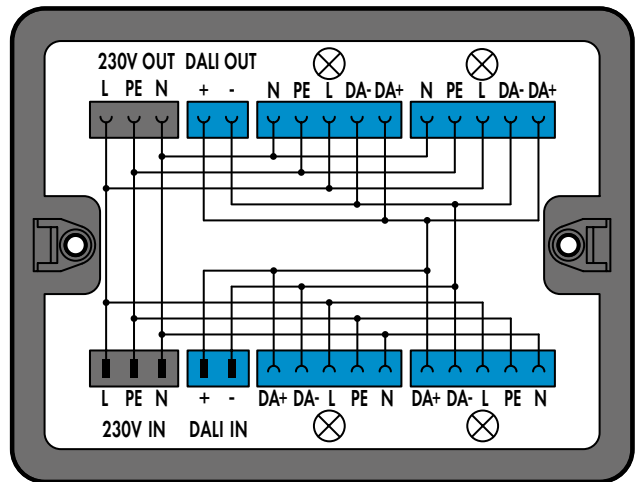 230V OUT DALI OUT
L PE N + - N PE L DA- DA+ N PE L DA- DA+
L PE N + - DA+ DA- L PE N DA+ DA- L PE N
230V IN DALI IN